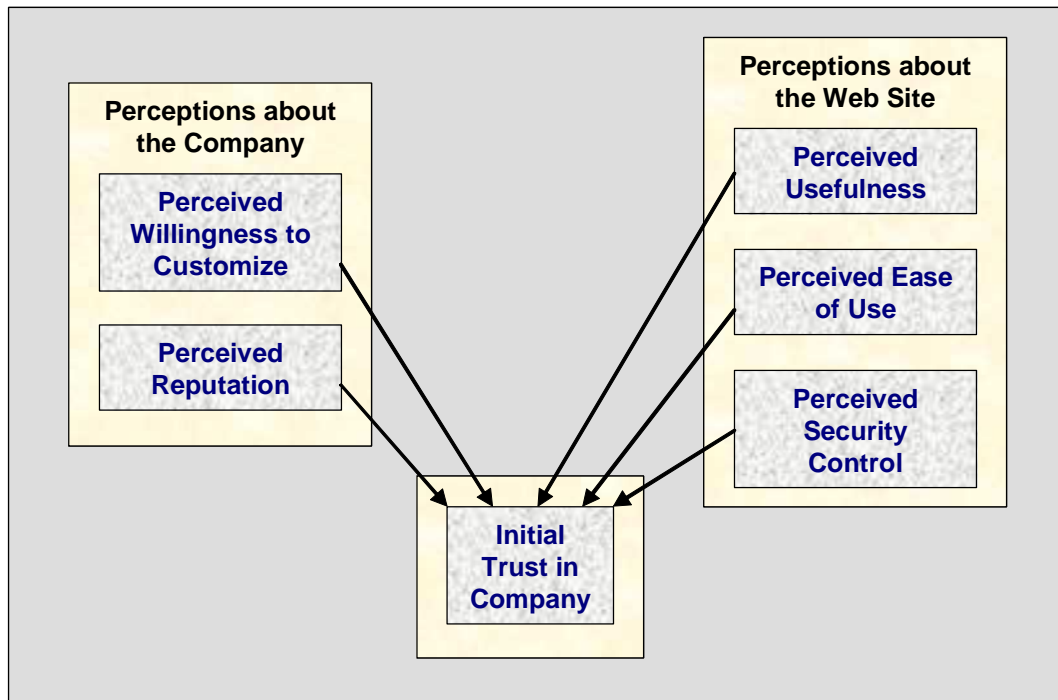 Perceptions about
the Company
Perceived
Willingness to
Customize
Perceived
Reputation
Perceptions about
the Web Site
Perceived
Usefulness
Perceived Ease
of Use
Perceived
Security
Control
Initial
Trust in
Company